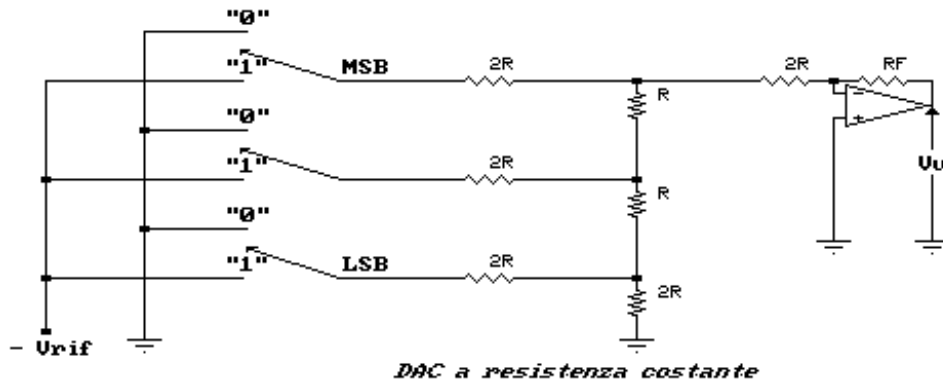 "0"
"1" MSB 2R 2R RF
R
"0"
"1" 2R
Vu
R
"0"
"1" LSB 2R
2R
- Vrif
DAC a resistenza costante